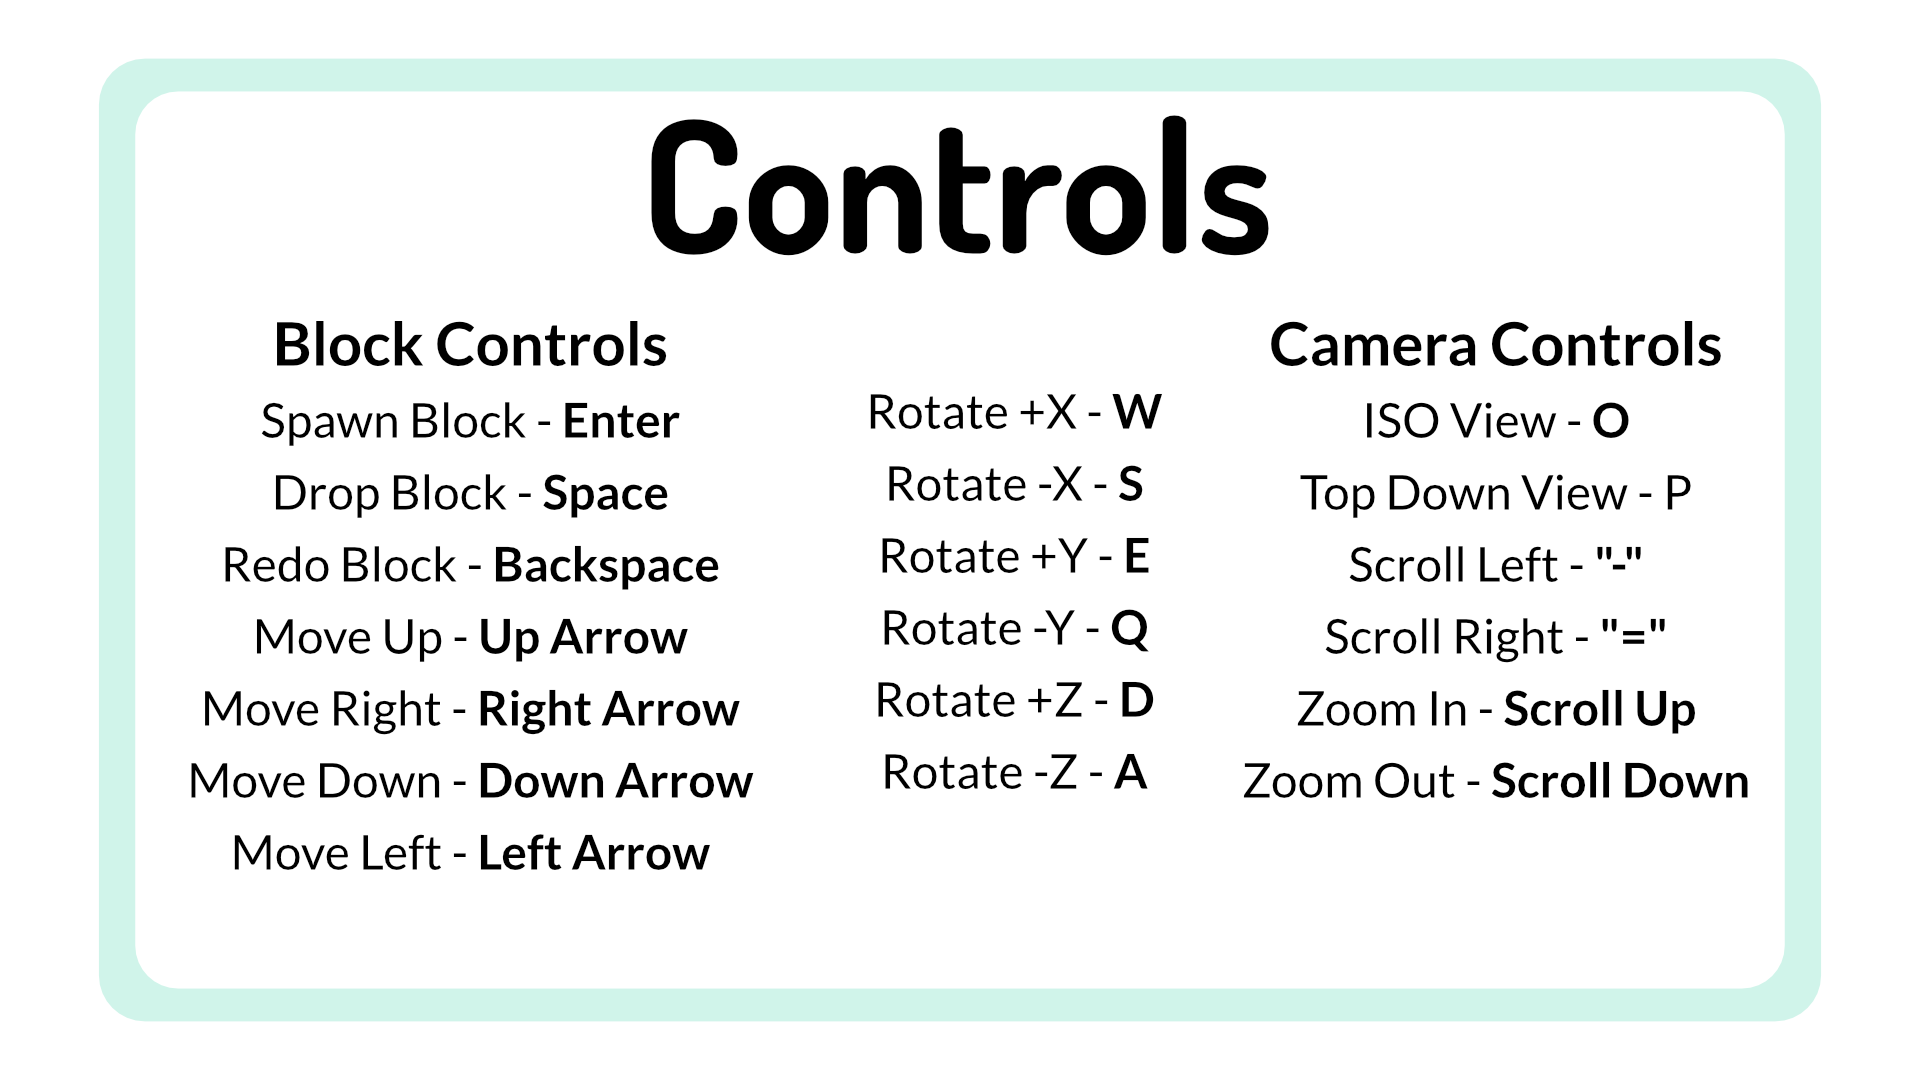 Controls
Block Controls
Spawn Block - Enter
Drop Block - Space
Redo Block - Backspace
Move Up - Up Arrow
Move Right - Right Arrow
Move Down - Down Arrow
Move Left - Left Arrow
Rotate +X - W
Rotate -X - S
Rotate +Y - E
Rotate -Y - Q
Rotate +Z - D
Rotate -Z - A
Camera Controls
ISO View - O
Top Down View - P
Scroll Left - "-"
Scroll Right - "="
Zoom In - Scroll Up
Zoom Out - Scroll Down